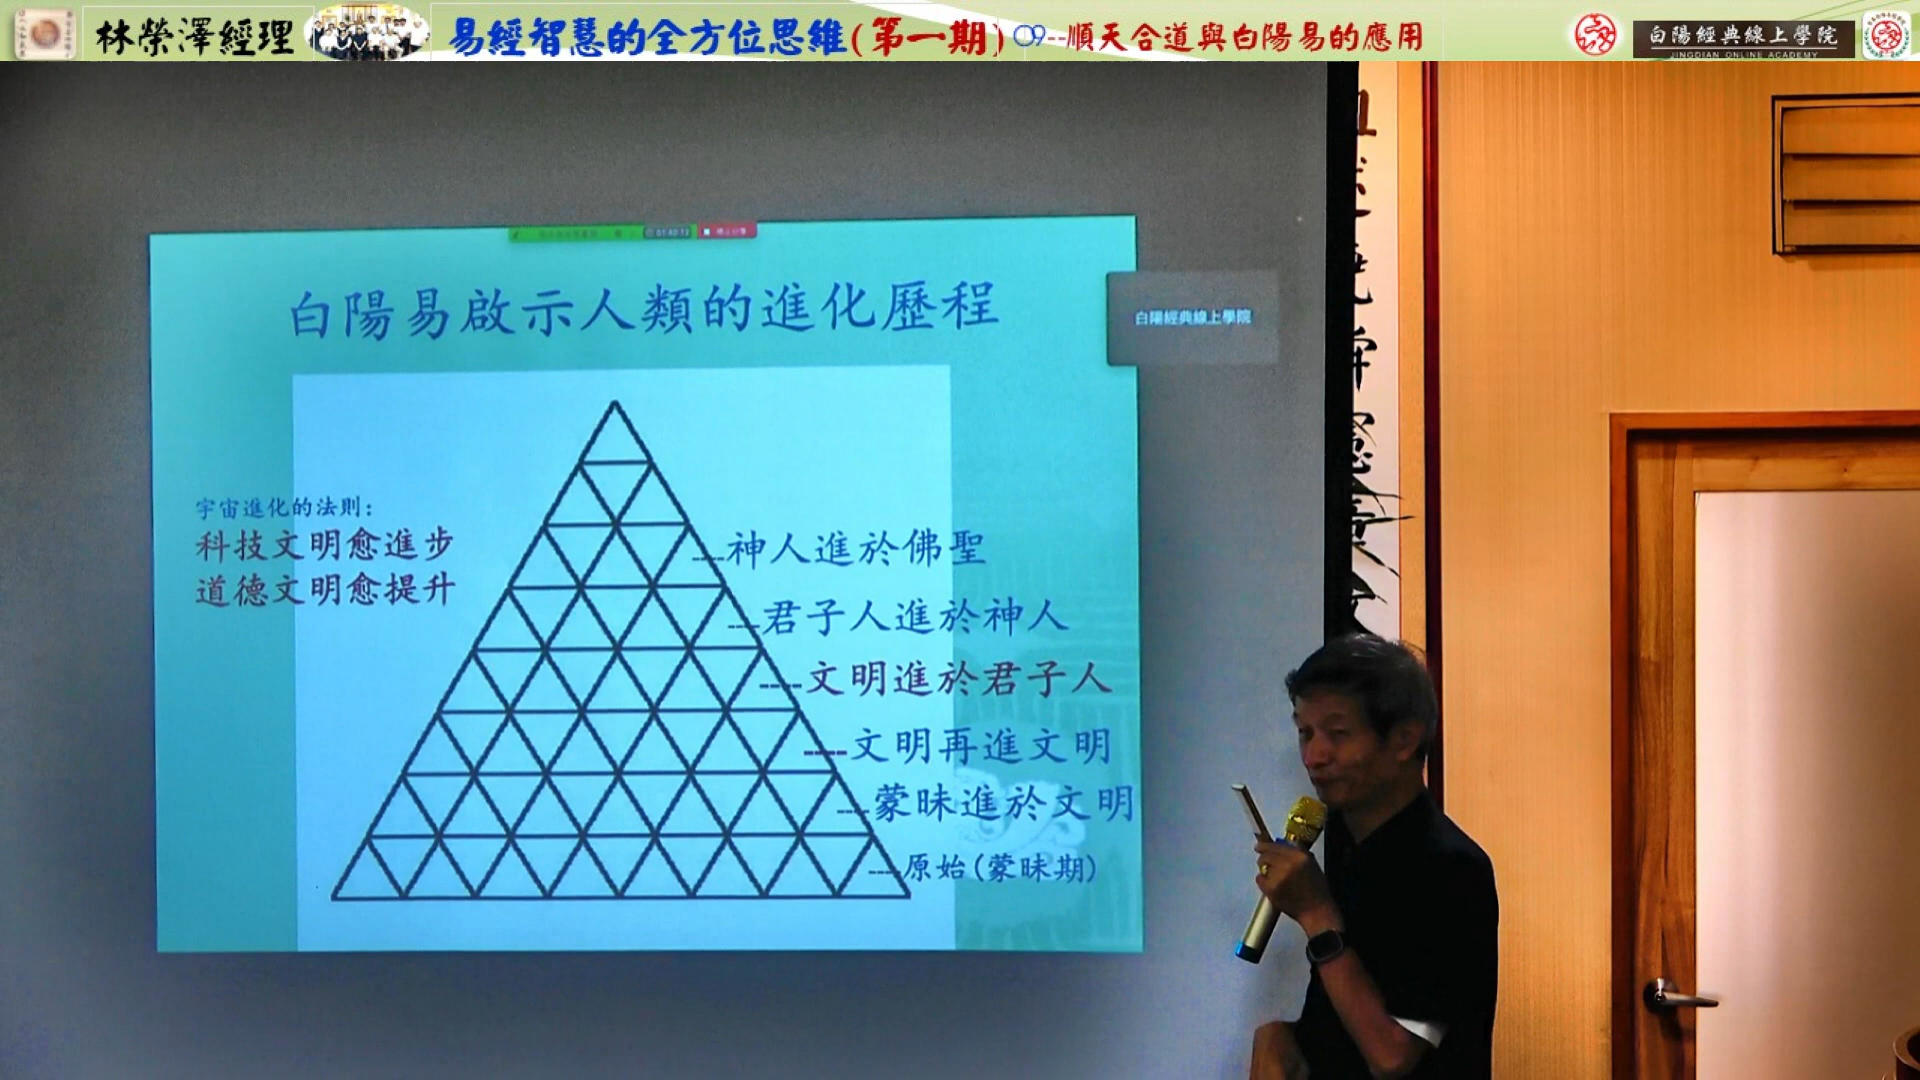 林榮澤經理 易經智慧的全方位思維(第一期) 09--順天合道與白陽易的應用
白陽經典線上學院
JINGDIAN ONLINE ACADEMY
白陽易啟示人類的進化歷程
白陽經典線上學院
宇宙進化的法則:
科技文明愈進步
道德文明愈提升
----神人進於佛聖
----君子人進於神人
----文明進於君子人
----文明再進文明
----蒙昧進於文明
----原始(蒙昧期)